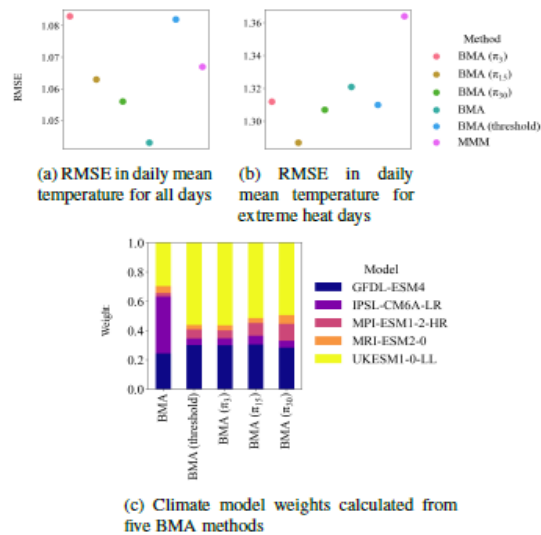 1.08
1.07
1.06
1.05
RMSE
1.36
1.34
1.32
1.30
Method
BMA (π₃)
BMA (π₁₅)
BMA (π₃₀)
BMA
BMA (threshold)
MMM
(a) RMSE in daily mean
temperature for all days
(b) RMSE in daily
mean temperature for
extreme heat days
1.0
0.8
0.6
0.4
0.2
0.0
Weight
BMA
BMA (threshold)
BMA (π₃)
BMA (π₁₅)
BMA (π₃₀)
Model
GFDL-ESM4
IPSL-CM6A-LR
MPI-ESM1-2-HR
MRI-ESM2-0
UKESM1-0-LL
(c) Climate model weights calculated from
five BMA methods